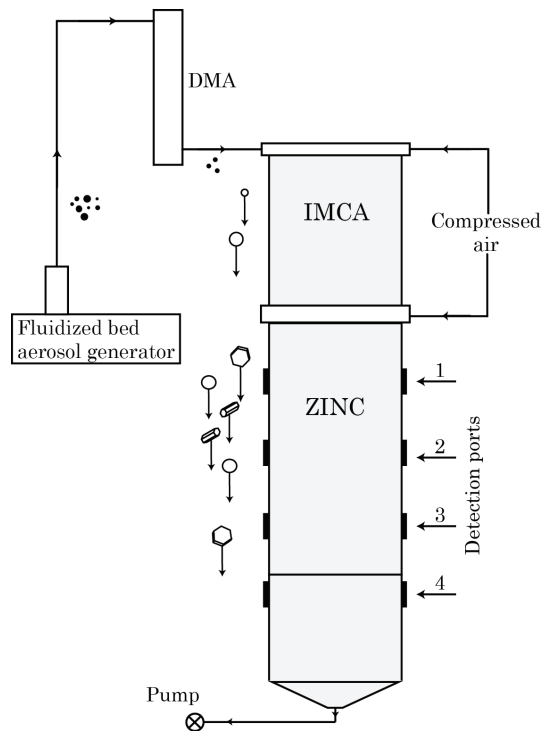 DMA
IMCA
Compressed
air
Fluidized bed
aerosol generator
ZINC
1
2
3
4
Detection ports
Pump